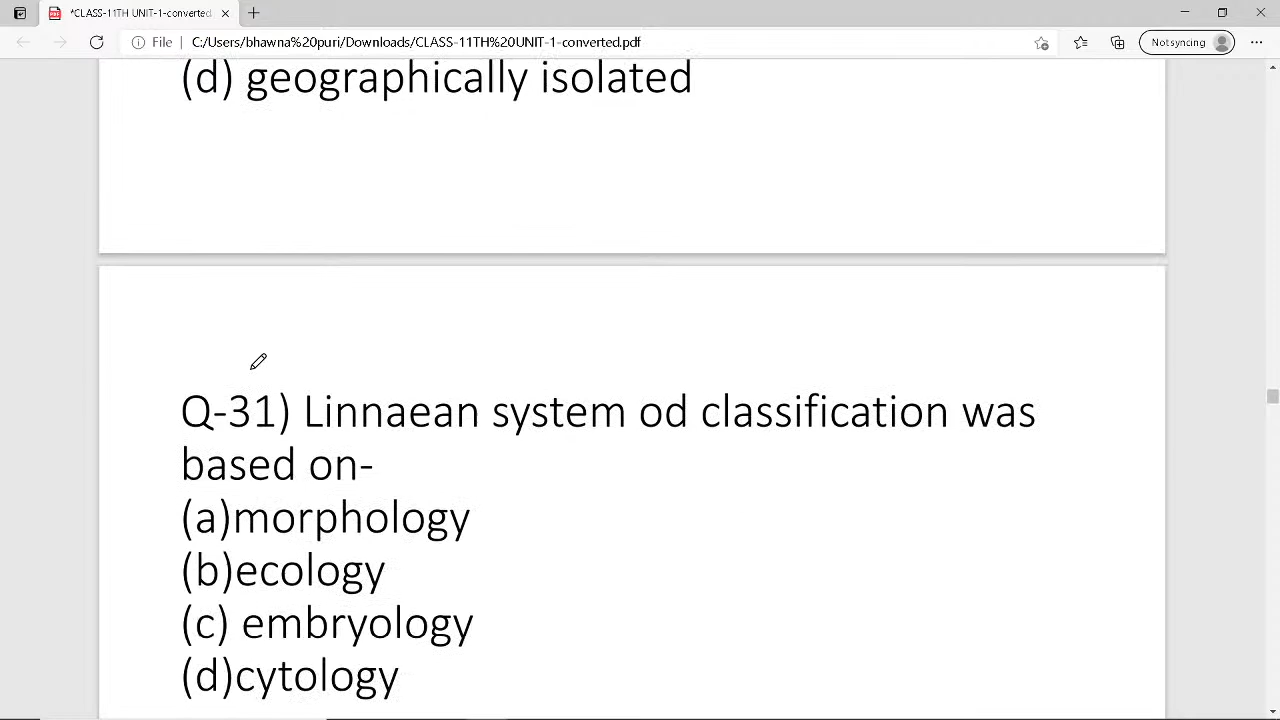 *CLASS-11TH UNIT-1-converted
File
C:/Users/bhawna%20puri/Downloads/CLASS-11TH%20UNIT-1-converted.pdf
Not syncing
(d) geographically isolated
Q-31) Linnaean system od classification was
based on-
(a)morphology
(b)ecology
(c) embryology
(d)cytology